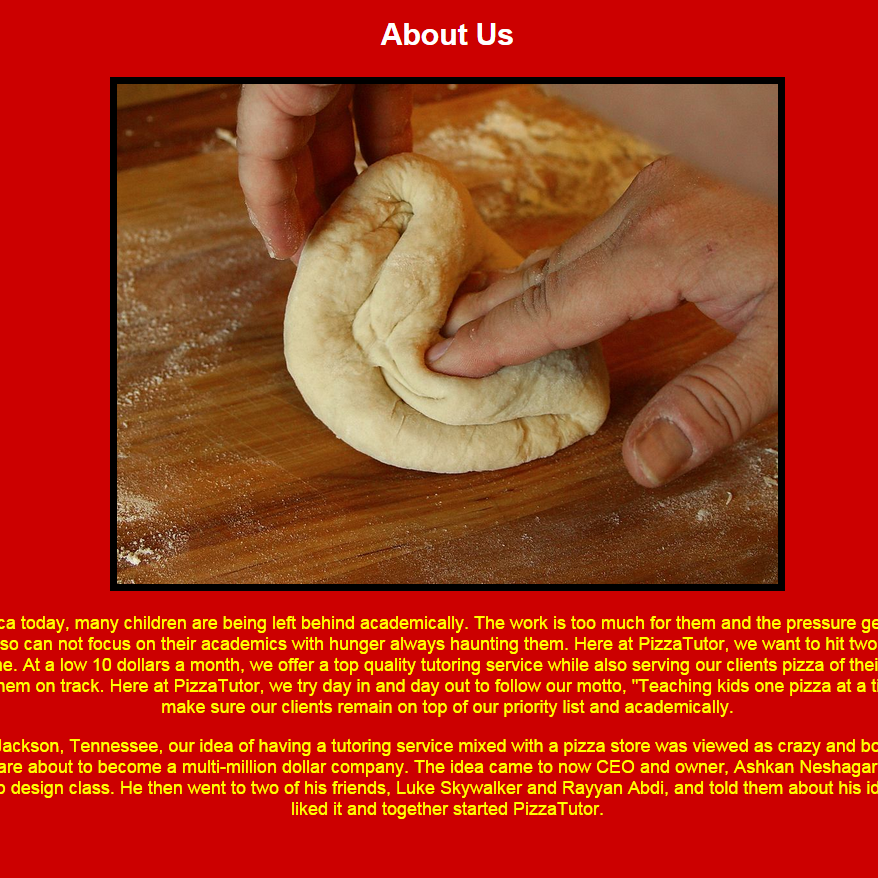 About Us
ca today, many children are being left behind academically. The work is too much for them and the pressure ge
so can not focus on their academics with hunger always haunting them. Here at PizzaTutor, we want to hit two
ne. At a low 10 dollars a month, we offer a top quality tutoring service while also serving our clients pizza of thei
hem on track. Here at PizzaTutor, we try day in and day out to follow our motto, "Teaching kids one pizza at a ti
make sure our clients remain on top of our priority list and academically.
Jackson, Tennessee, our idea of having a tutoring service mixed with a pizza store was viewed as crazy and bo
are about to become a multi-million dollar company. The idea came to now CEO and owner, Ashkan Neshagar
b design class. He then went to two of his friends, Luke Skywalker and Rayyan Abdi, and told them about his id
liked it and together started PizzaTutor.